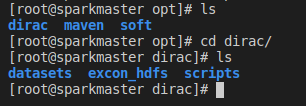 [root@sparkmaster opt]# ls
dirac  maven  soft
[root@sparkmaster opt]# cd dirac/
[root@sparkmaster dirac]# ls
datasets  excon_hdfs  scripts
[root@sparkmaster dirac]#